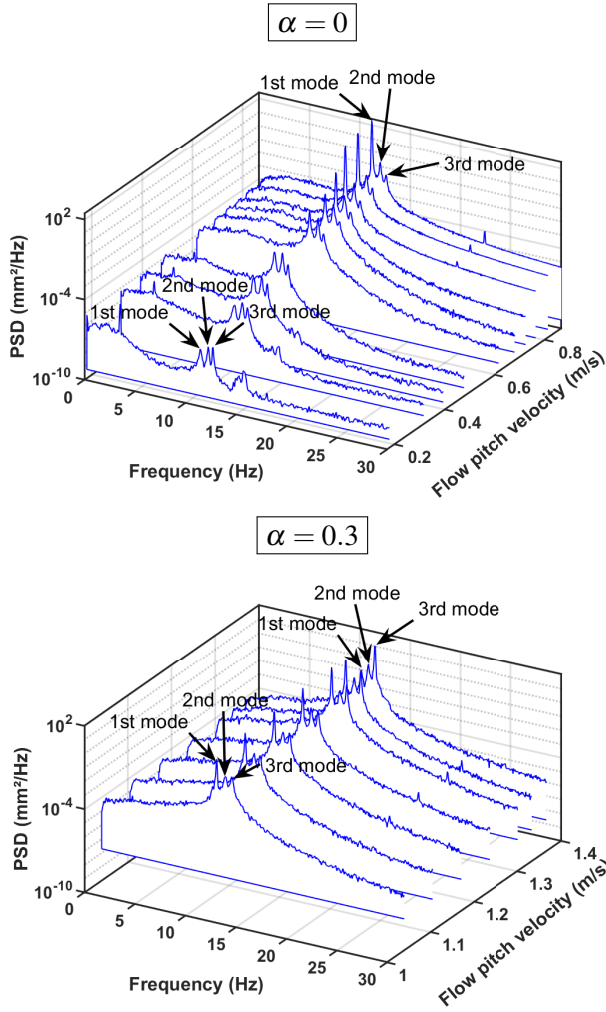 α = 0
1st mode
2nd mode
3rd mode
2nd mode
1st mode
3rd mode
10²
10⁻⁴
10⁻¹⁰
PSD (mm²/Hz)
0
5
10
15
20
25
30
Frequency (Hz)
0.2
0.4
0.6
0.8
Flow pitch velocity (m/s)
α = 0.3
2nd mode
1st mode
3rd mode
2nd mode
1st mode
3rd mode
10²
10⁻⁴
10⁻¹⁰
PSD (mm²/Hz)
0
5
10
15
20
25
30
Frequency (Hz)
1
1.1
1.2
1.3
1.4
Flow pitch velocity (m/s)